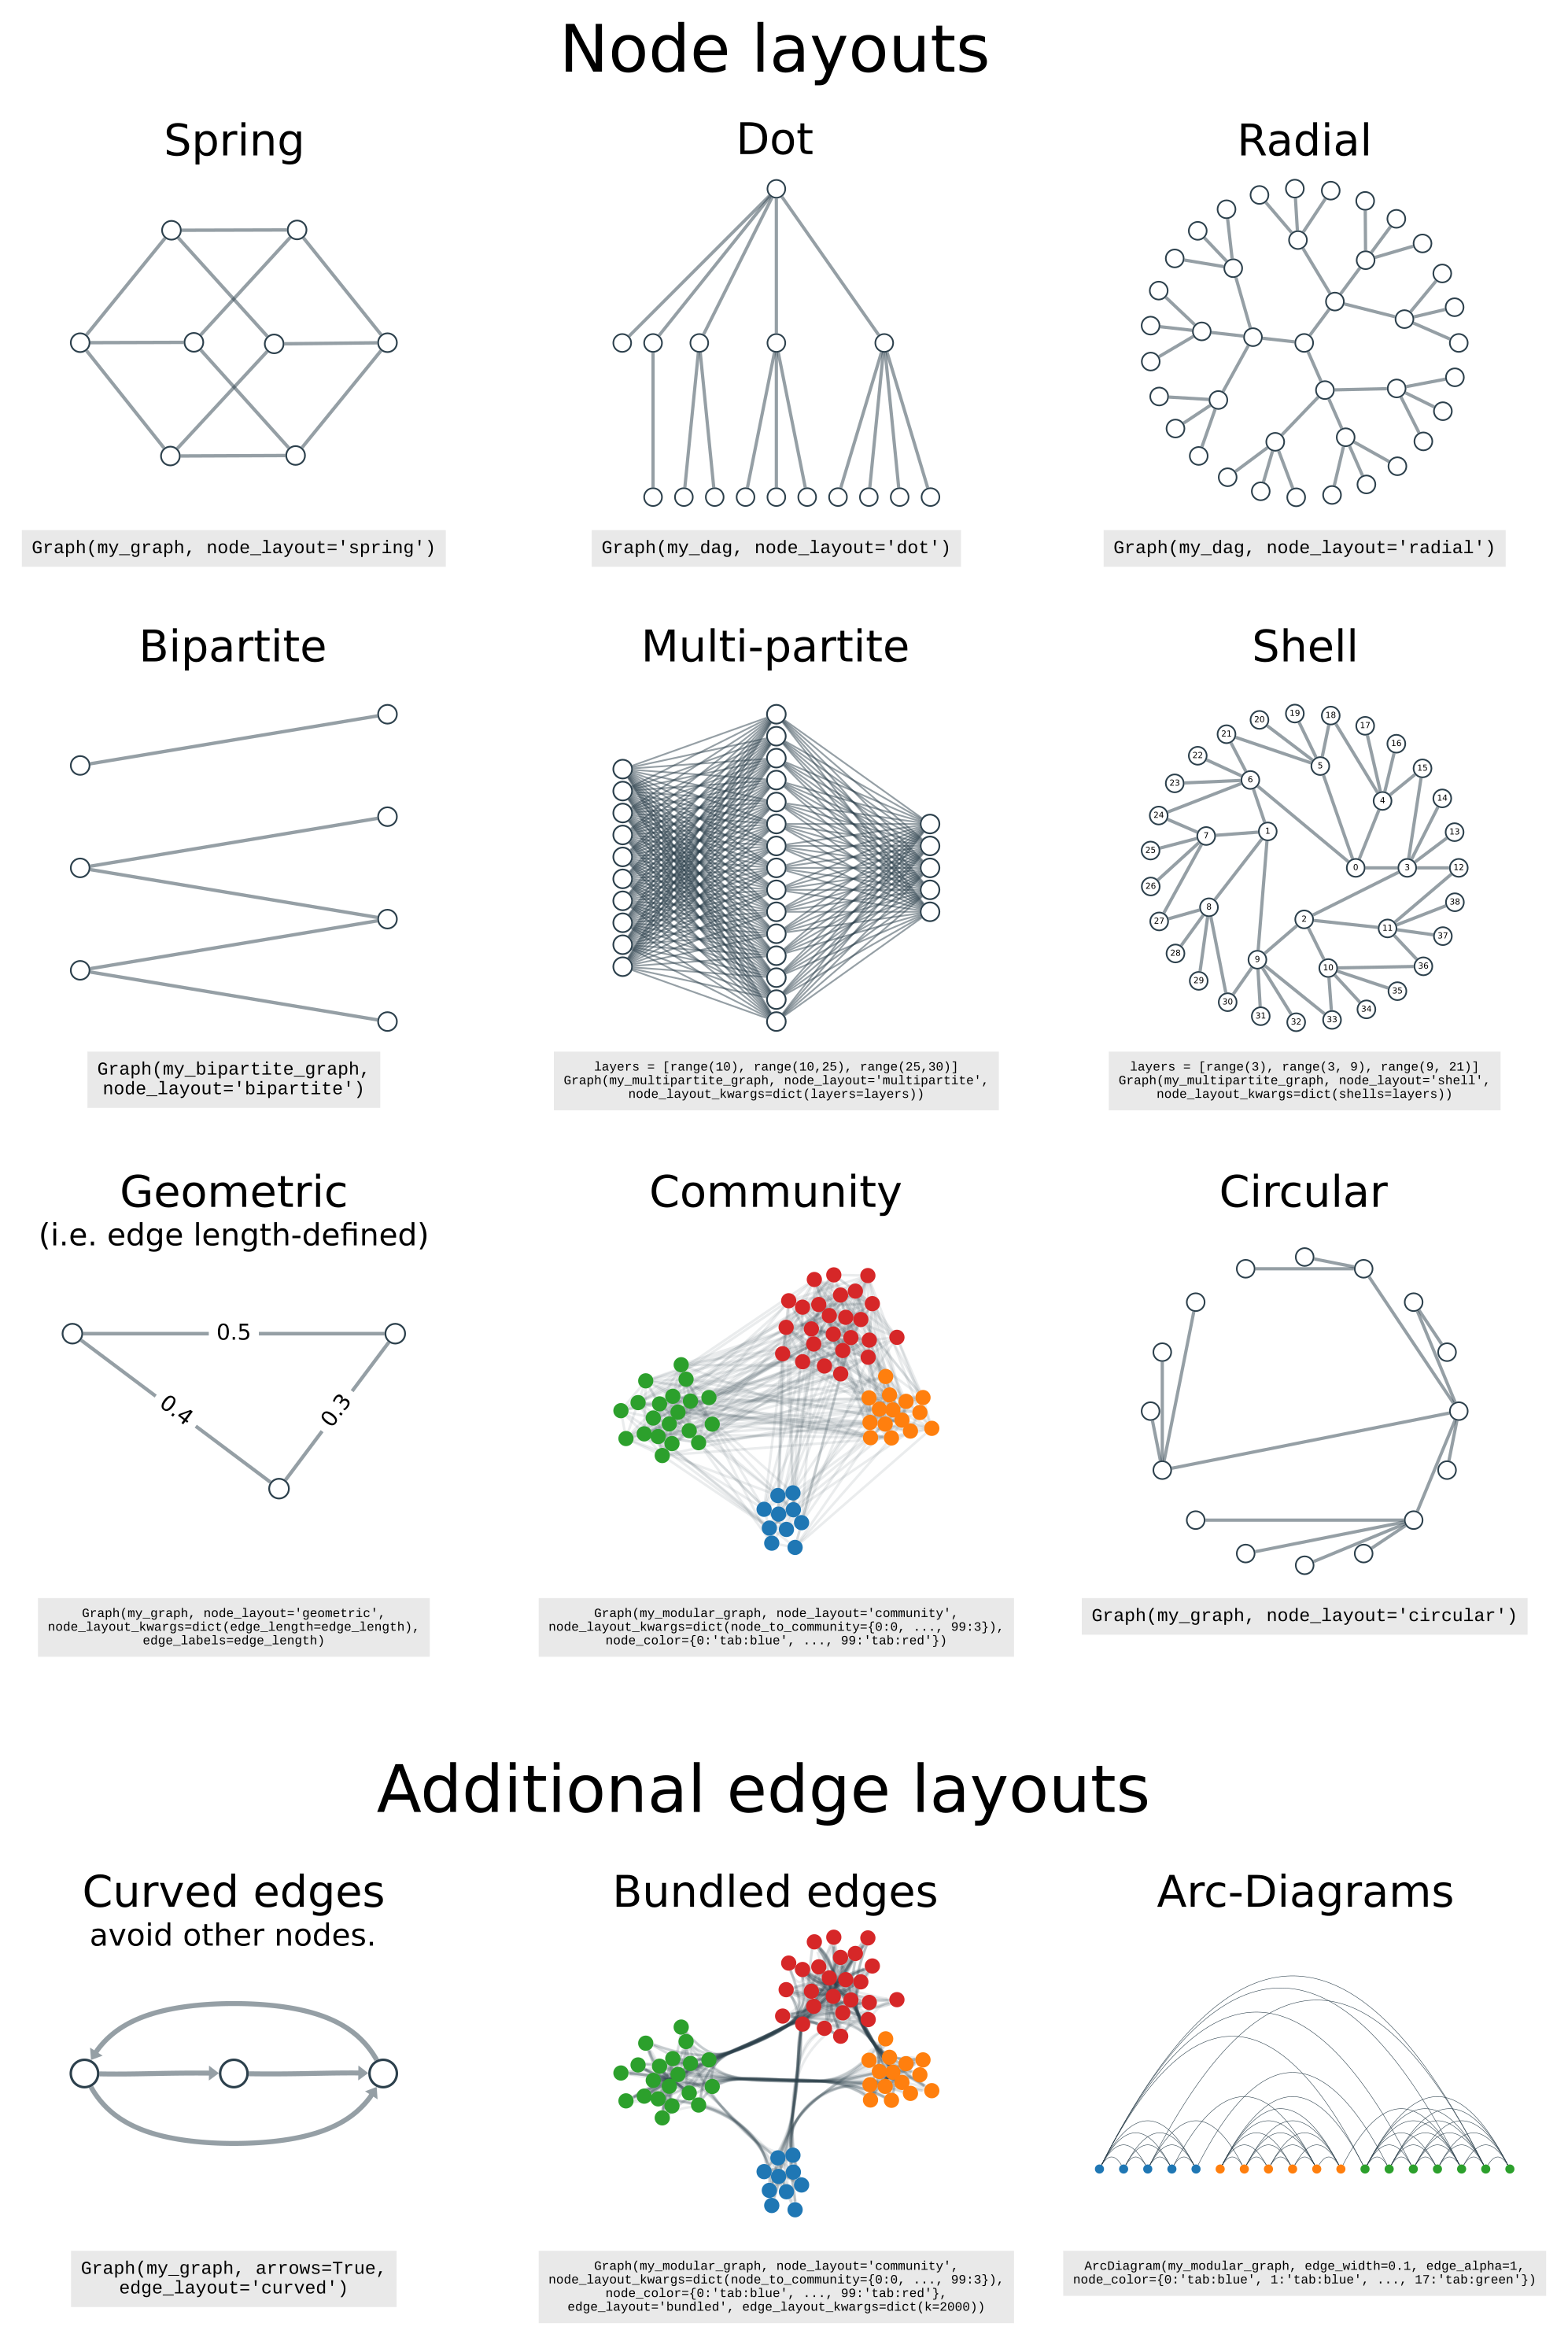 Node layouts
Spring
Dot
Radial
Graph(my_graph, node_layout='spring')
Graph(my_dag, node_layout='dot')
Graph(my_dag, node_layout='radial')
Bipartite
Multi-partite
Shell
19
18
20
17
21
16
5
22
15
6
23
4
14
24
1
13
7
25
0
3
12
26
38
8
2
27
11
37
28
9
10
36
29
35
30
34
31
32
33
Graph(my_bipartite_graph,
node_layout='bipartite')
layers = [range(10), range(10,25), range(25,30)]
Graph(my_multipartite_graph, node_layout='multipartite',
node_layout_kwargs=dict(layers=layers))
layers = [range(3), range(3, 9), range(9, 21)]
Graph(my_multipartite_graph, node_layout='shell',
node_layout_kwargs=dict(shells=layers))
Geometric
(i.e. edge length-defined)
Community
Circular
0.5
0.4
0.3
Graph(my_graph, node_layout='geometric',
node_layout_kwargs=dict(edge_length=edge_length),
edge_labels=edge_length)
Graph(my_modular_graph, node_layout='community',
node_layout_kwargs=dict(node_to_community={0:0, ..., 99:3}),
node_color={0:'tab:blue', ..., 99:'tab:red'})
Graph(my_graph, node_layout='circular')
Additional edge layouts
Curved edges
avoid other nodes.
Bundled edges
Arc-Diagrams
Graph(my_graph, arrows=True,
edge_layout='curved')
Graph(my_modular_graph, node_layout='community',
node_layout_kwargs=dict(node_to_community={0:0, ..., 99:3}),
node_color={0:'tab:blue', ..., 99:'tab:red'},
edge_layout='bundled', edge_layout_kwargs=dict(k=2000))
ArcDiagram(my_modular_graph, edge_width=0.1, edge_alpha=1,
node_color={0:'tab:blue', 1:'tab:blue', ..., 17:'tab:green'})